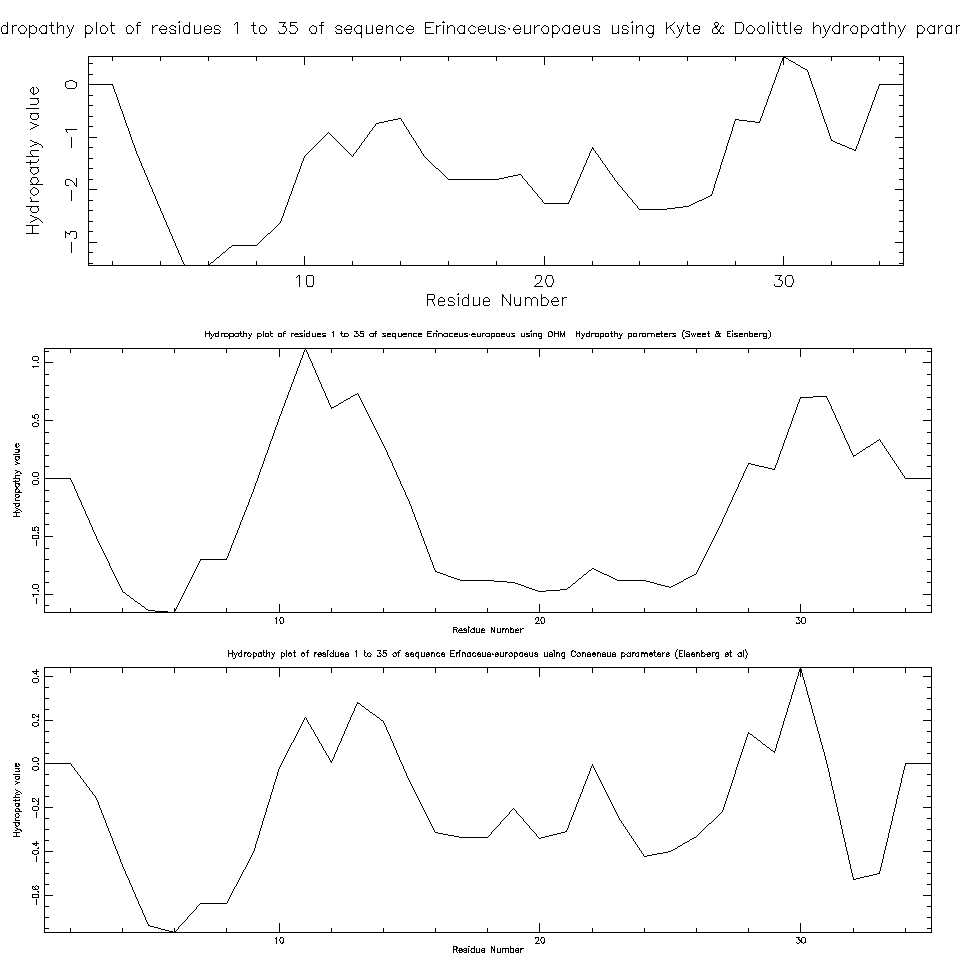 dropathy plot of residues 1 to 35 of sequence Erinaceus-europaeus using Kyte & Doolittle hydropathy parar
0
-1
-2
-3
Hydropathy value
10 20 30
Residue Number
Hydropathy plot of residues 1 to 35 of sequence Erinaceus-europaeus using OHM Hydropathy parameters (Sweet & Eisenberg)
1.0
0.5
0.0
-0.5
-1.0
Hydropathy value
10 20 30
Residue Number
Hydropathy plot of residues 1 to 35 of sequence Erinaceus-europaeus using Consensus parameters (Eisenberg et al)
0.4
0.2
0.0
-0.2
-0.4
-0.6
Hydropathy value
10 20 30
Residue Number